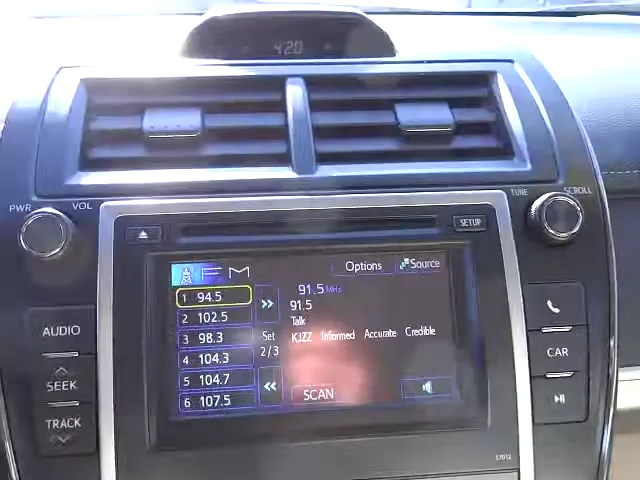 4:20
PWR VOL
TUNE SCROLL
SETUP
FM
Options Source
1 94.5
2 102.5
3 98.3
4 104.3
5 104.7
6 107.5
Set
2/3
91.5 MHz
91.5
Talk
KJZZ Informed Accurate Credible
SCAN
AUDIO
SEEK
TRACK
CAR
57012